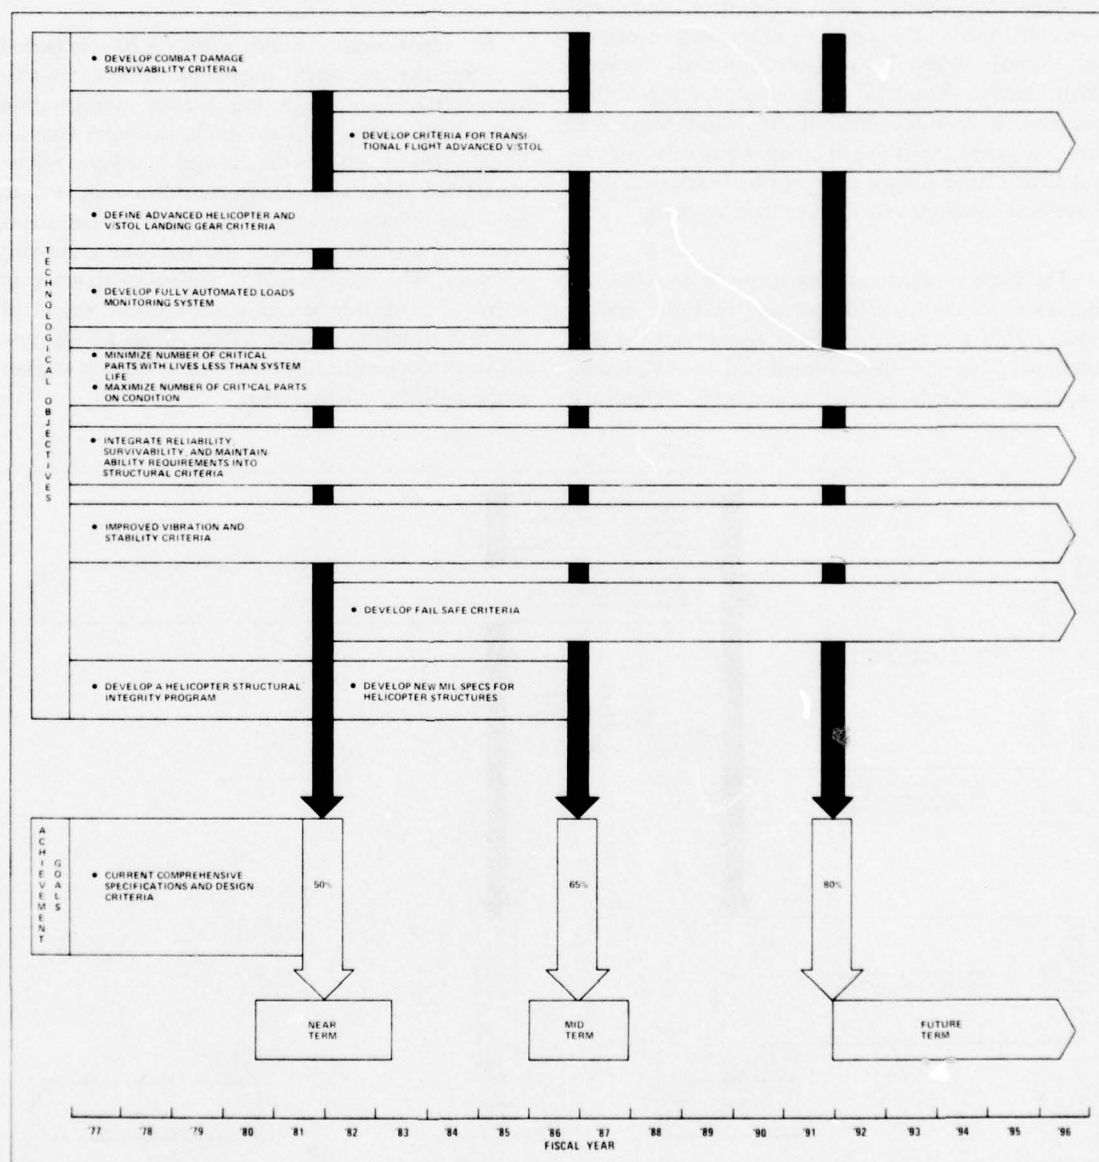 TECHNOLOGICAL OBJECTIVES
• DEVELOP COMBAT DAMAGE
SURVIVABILITY CRITERIA
• DEVELOP CRITERIA FOR TRANSI
TIONAL FLIGHT ADVANCED V/STOL
• DEFINE ADVANCED HELICOPTER AND
V/STOL LANDING GEAR CRITERIA
• DEVELOP FULLY AUTOMATED LOADS
MONITORING SYSTEM
• MINIMIZE NUMBER OF CRITICAL
PARTS WITH LIVES LESS THAN SYSTEM
LIFE
• MAXIMIZE NUMBER OF CRITICAL PARTS
ON CONDITION
• INTEGRATE RELIABILITY,
SURVIVABILITY, AND MAINTAIN
ABILITY REQUIREMENTS INTO
STRUCTURAL CRITERIA
• IMPROVED VIBRATION AND
STABILITY CRITERIA
• DEVELOP FAIL SAFE CRITERIA
• DEVELOP A HELICOPTER STRUCTURAL
INTEGRITY PROGRAM
• DEVELOP NEW MIL SPECS FOR
HELICOPTER STRUCTURES
ACHIEVEMENT
GOALS
• CURRENT COMPREHENSIVE
SPECIFICATIONS AND DESIGN
CRITERIA
50%
65%
80%
NEAR
TERM
MID
TERM
FUTURE
TERM
'77 '78 '79 '80 '81 '82 '83 '84 '85 '86 '87 '88 '89 '90 '91 '92 '93 '94 '95 '96
FISCAL YEAR